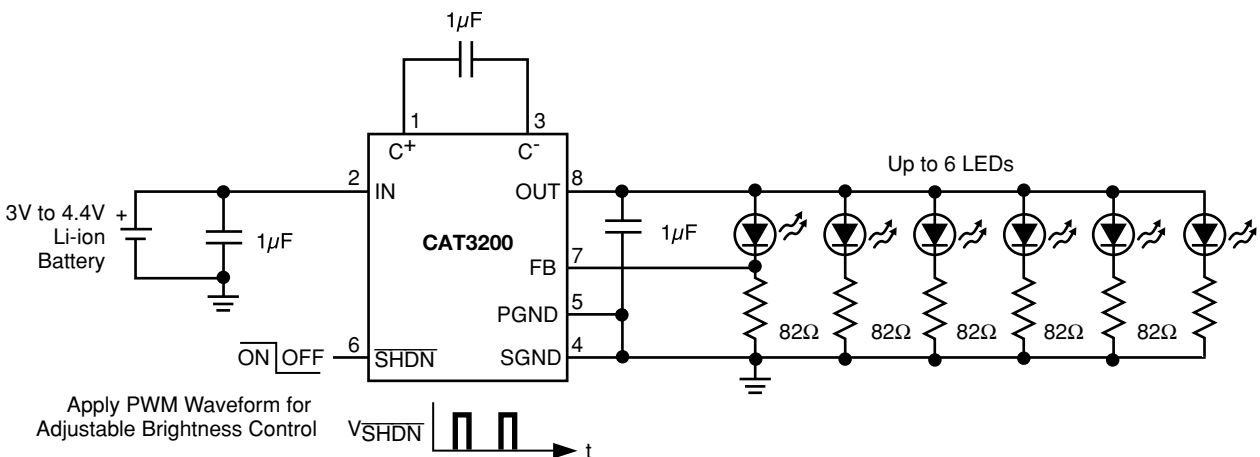 1µF
1
3
C+
C-
2
IN
OUT
8
Up to 6 LEDs
3V to 4.4V
+
Li-ion
Battery
1µF
CAT3200
1µF
FB
7
PGND
5
82Ω
82Ω
82Ω
82Ω
82Ω
ON
OFF
6
SHDN
SGND
4
Apply PWM Waveform for
Adjustable Brightness Control
VSHDN
t